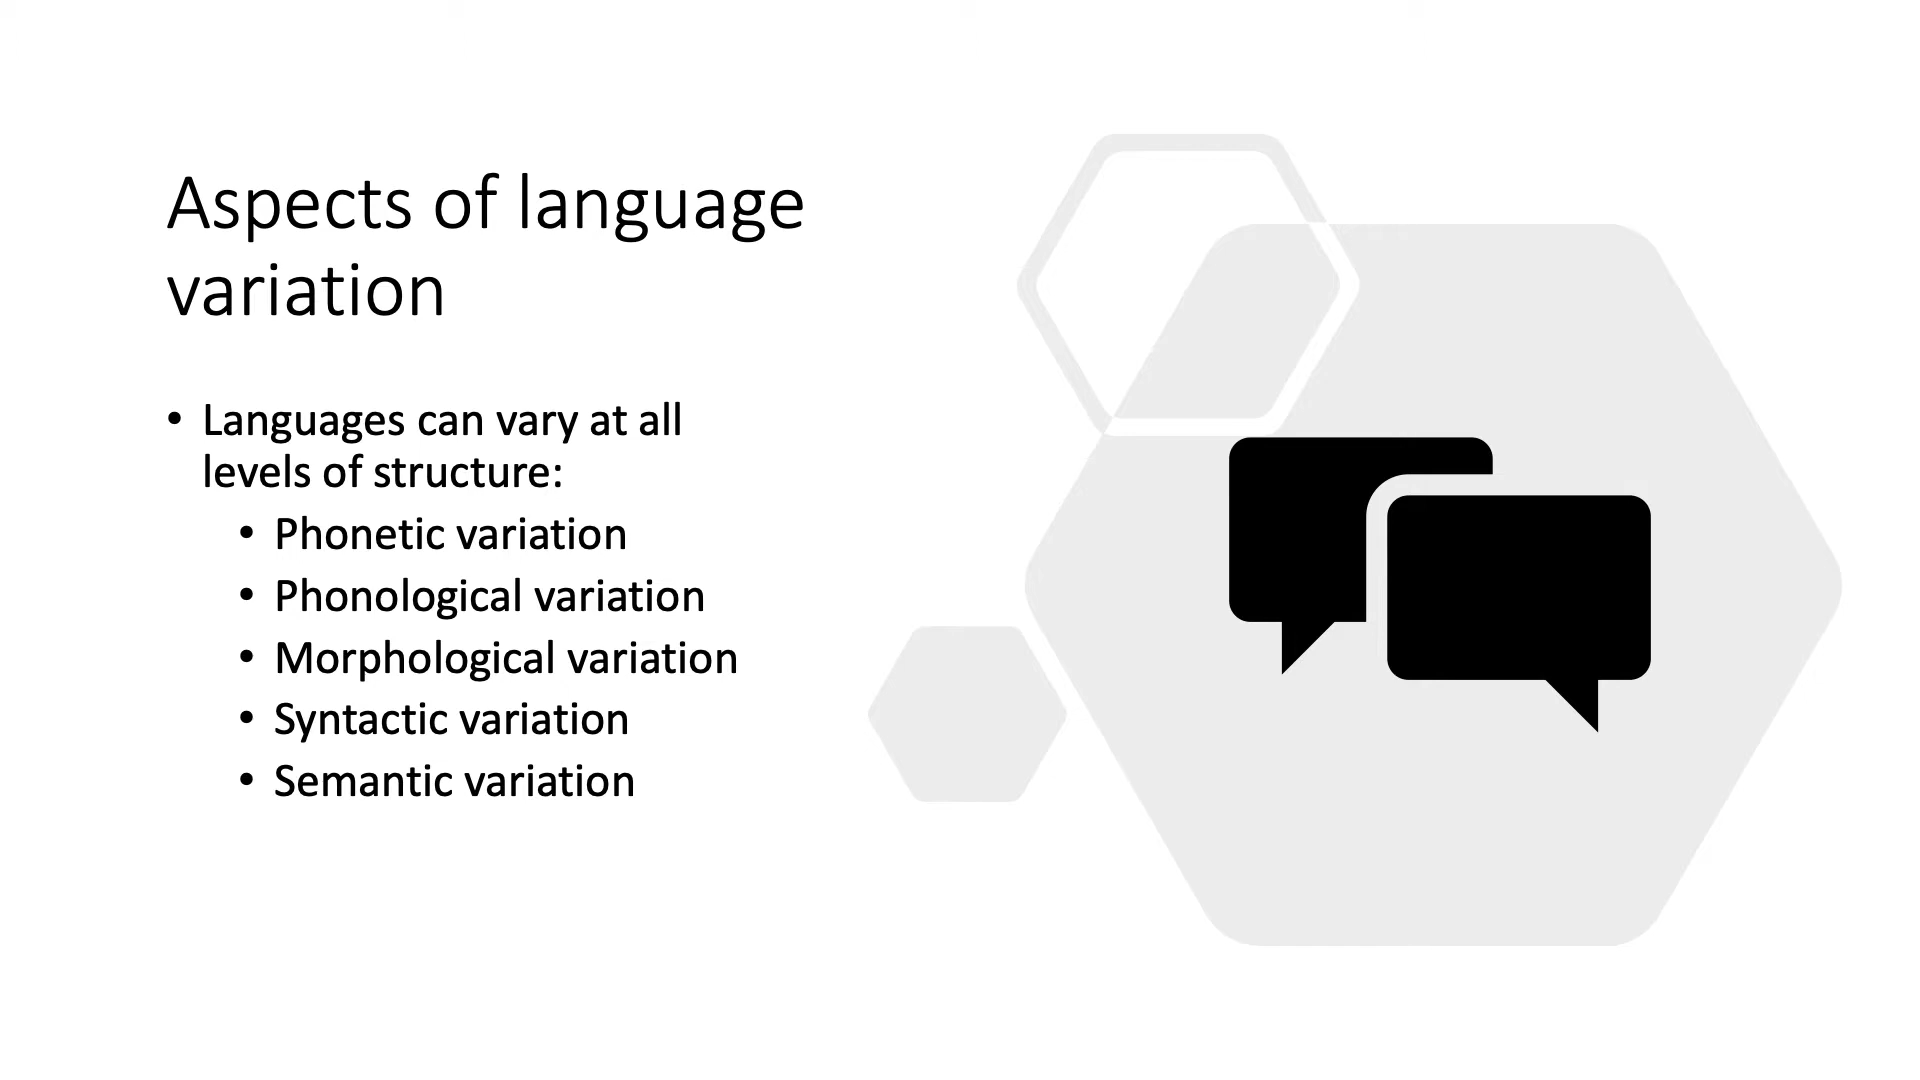 Aspects of language
variation
• Languages can vary at all
levels of structure:
• Phonetic variation
• Phonological variation
• Morphological variation
• Syntactic variation
• Semantic variation